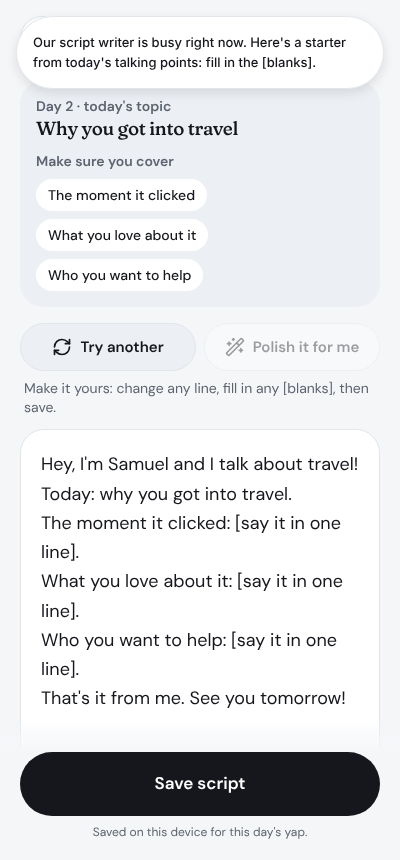 Our script writer is busy right now. Here's a starter
from today's talking points: fill in the [blanks].
Day 2 · today's topic
Why you got into travel
Make sure you cover
The moment it clicked
What you love about it
Who you want to help
Try another
Polish it for me
Make it yours: change any line, fill in any [blanks], then
save.
Hey, I'm Samuel and I talk about travel!
Today: why you got into travel.
The moment it clicked: [say it in one
line].
What you love about it: [say it in one
line].
Who you want to help: [say it in one
line].
That's it from me. See you tomorrow!
Save script
Saved on this device for this day's yap.